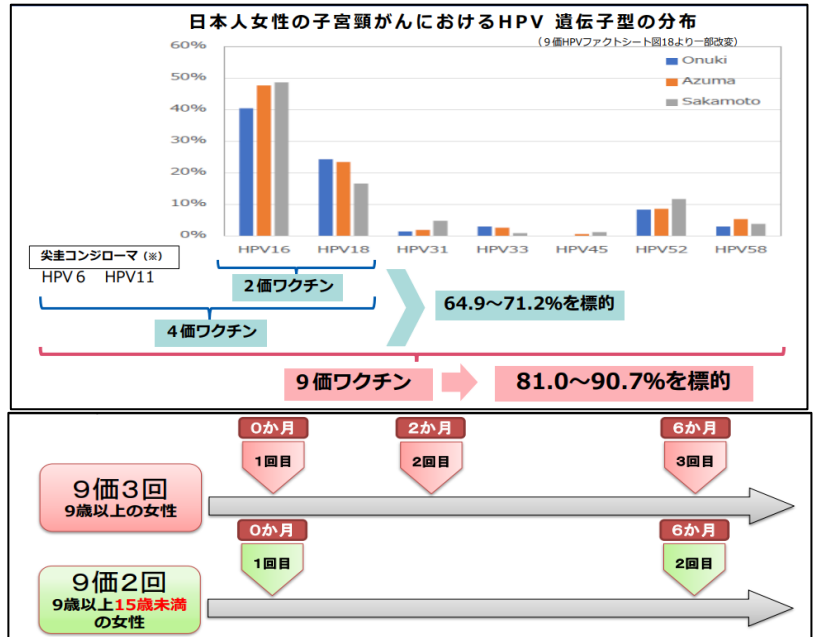 日本人女性の子宮頸がんにおけるHPV 遺伝子型の分布
（９価HPVファクトシート図18より一部改変）
60%
50%
40%
30%
20%
10%
0%
Onuki
Azuma
Sakamoto
HPV16 HPV18 HPV31 HPV33 HPV45 HPV52 HPV58
尖圭コンジローマ（※）
HPV６ HPV11
２価ワクチン
64.9～71.2%を標的
４価ワクチン
９価ワクチン
81.0～90.7%を標的
0か月 2か月 6か月
1回目 2回目 3回目
９価３回
9歳以上の女性
0か月 6か月
1回目 2回目
９価２回
9歳以上15歳未満
の女性